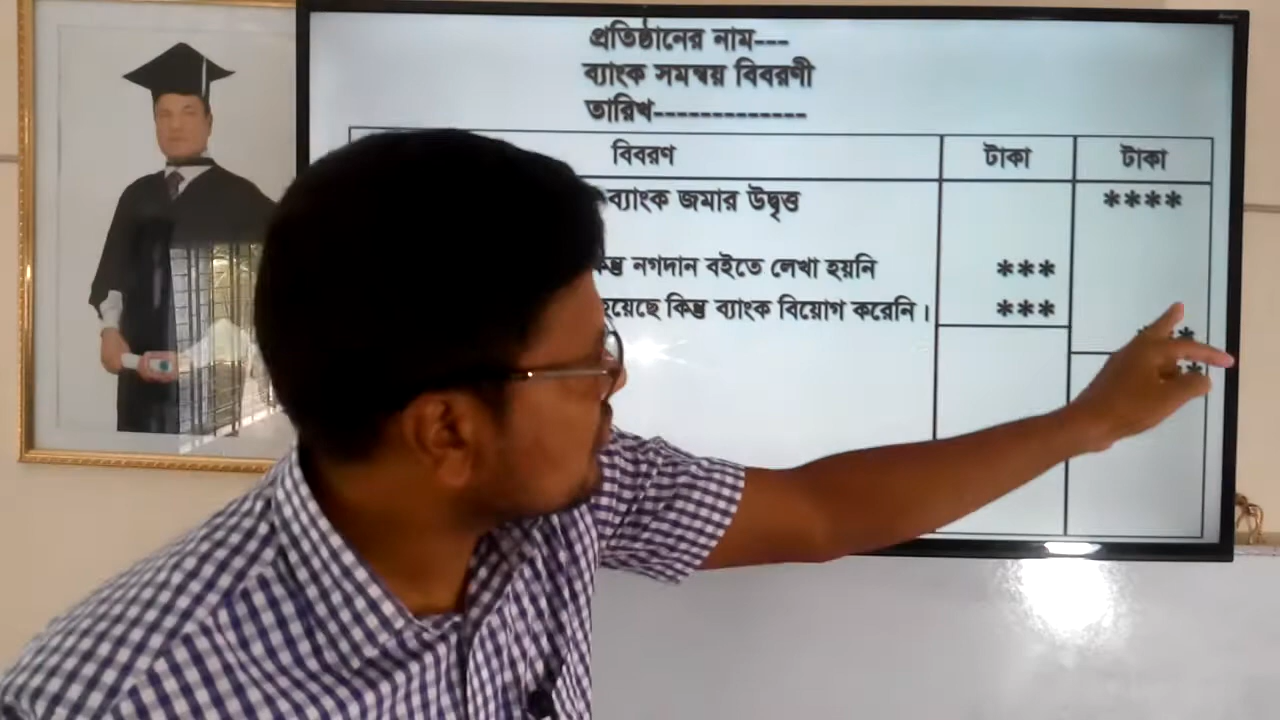 প্রতিষ্ঠানের নাম---
ব্যাংক সমন্বয় বিবরণী
তারিখ-------------
বিবরণ টাকা টাকা
ব্যাংক জমার উদ্বৃত্ত ****
নগদান বইতে লেখা হয়নি ***
হয়েছে কিন্তু ব্যাংক বিয়োগ করেনি। ***